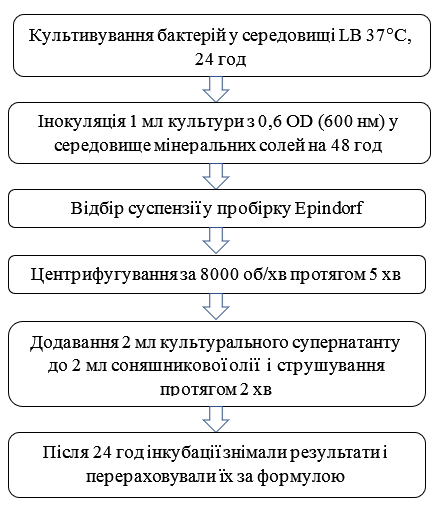 Культивування бактерій у середовищі LB 37°С,
24 год
Інокуляція 1 мл культури з 0,6 OD (600 нм) у
середовище мінеральних солей на 48 год
Відбір суспензії у пробірку Epindorf
Центрифугування за 8000 об/хв протягом 5 хв
Додавання 2 мл культурального супернатанту
до 2 мл соняшникової олії і струшування
протягом 2 хв
Після 24 год інкубації знімали результати і
перераховували їх за формулою